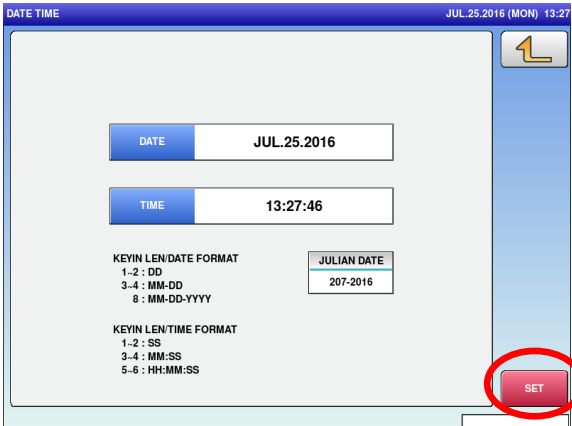 DATE TIME
JUL.25.2016 (MON) 13:27
DATE
JUL.25.2016
TIME
13:27:46
KEYIN LEN/DATE FORMAT
1~2 : DD
3~4 : MM-DD
8 : MM-DD-YYYY
JULIAN DATE
207-2016
KEYIN LEN/TIME FORMAT
1~2 : SS
3~4 : MM:SS
5~6 : HH:MM:SS
SET